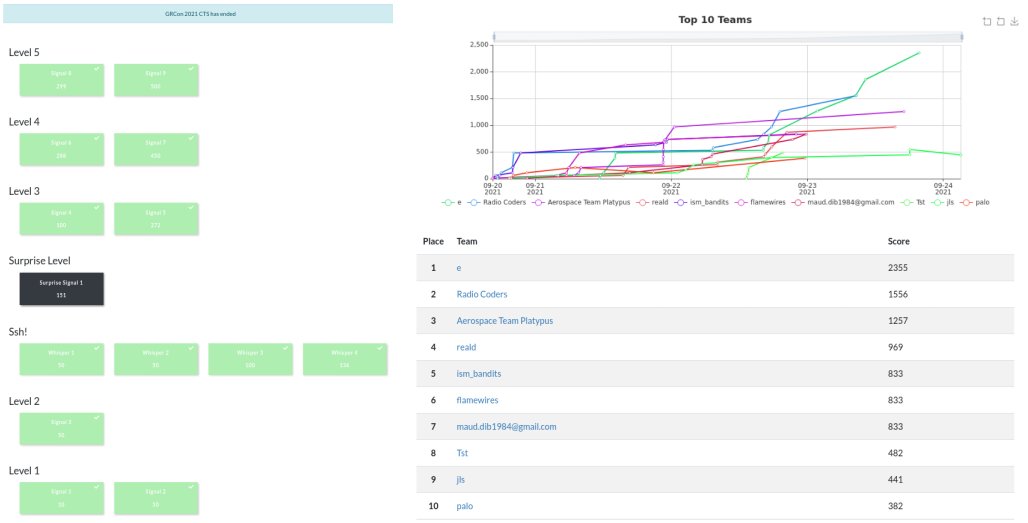 GRCon 2021 CTS has ended
Level 5
Signal 8
Signal 9
Level 4
Signal 6
Signal 7
288
450
Level 3
Signal 4
Signal 5
100
272
Surprise Level
Surprise Signal 1
151
Ssh!
Whisper 1
Whisper 2
Whisper 3
Whisper 4
50
50
100
Level 2
Signal 3
50
Level 1
Signal 1
Signal 2
50
Top 10 Teams
2,500
2,000
1,500
1,000
500
0
09-20
2021
09-21
2021
09-22
2021
09-23
2021
09-24
2021
e
Radio Coders
Aerospace Team Platypus
reald
ism_bandits
flamewires
maud.dib1984@gmail.com
Tst
jls
palo
Place Team Score
1 e 2355
2 Radio Coders 1556
3 Aerospace Team Platypus 1257
4 reald 969
5 ism_bandits 833
6 flamewires 833
7 maud.dib1984@gmail.com 833
8 Tst 482
9 jls 441
10 palo 382